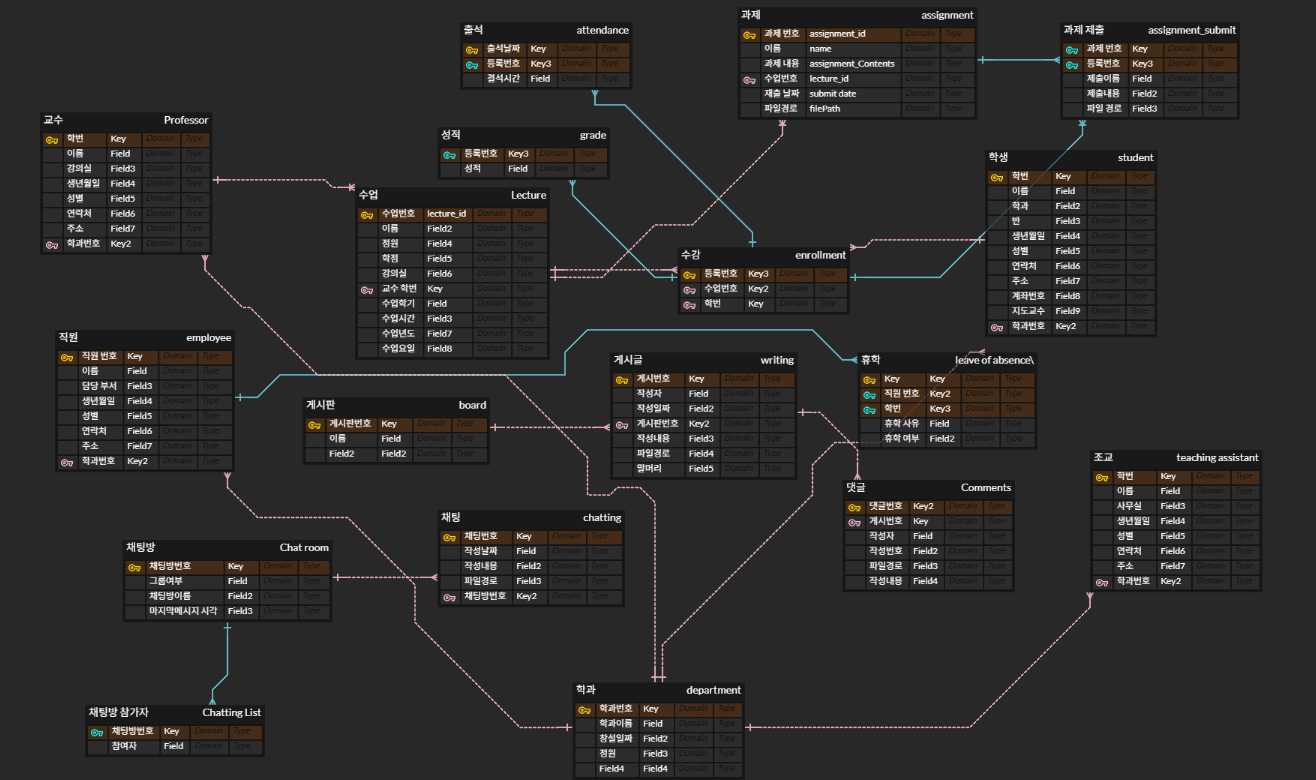 출석 attendance
출석날짜 Key Domain Type
등록번호 Key3 Domain Type
결석시간 Field Domain Type
과제 assignment
과제 번호 assignment_id Domain Type
이름 name Domain Type
과제 내용 assignment_Contents Domain Type
수업번호 lecture_id Domain Type
제출 날짜 submit date Domain Type
파일경로 filePath Domain Type
과제 제출 assignment_submit
과제 번호 Key Domain Type
등록번호 Key3 Domain Type
제출이름 Field Domain Type
제출내용 Field2 Domain Type
파일 경로 Field3 Domain Type
교수 Professor
학번 Key Domain Type
이름 Field Domain Type
강의실 Field3 Domain Type
생년월일 Field4 Domain Type
성별 Field5 Domain Type
연락처 Field6 Domain Type
주소 Field7 Domain Type
학과번호 Key2 Domain Type
성적 grade
등록번호 Key3 Domain Type
성적 Field Domain Type
수업 Lecture
수업번호 lecture_id Domain Type
이름 Field2 Domain Type
정원 Field4 Domain Type
학점 Field5 Domain Type
강의실 Field6 Domain Type
교수 학번 Key Domain Type
수업학기 Field Domain Type
수업시간 Field3 Domain Type
수업년도 Field7 Domain Type
수업요일 Field8 Domain Type
학생 student
학번 Key Domain Type
이름 Field Domain Type
학과 Field2 Domain Type
반 Field3 Domain Type
생년월일 Field4 Domain Type
성별 Field5 Domain Type
연락처 Field6 Domain Type
주소 Field7 Domain Type
계좌번호 Field8 Domain Type
지도교수 Field9 Domain Type
학과번호 Key2 Domain Type
수강 enrollment
등록번호 Key3 Domain Type
수업번호 Key2 Domain Type
학번 Key Domain Type
직원 employee
직원 번호 Key Domain Type
이름 Field Domain Type
담당 부서 Field3 Domain Type
생년월일 Field4 Domain Type
성별 Field5 Domain Type
연락처 Field6 Domain Type
주소 Field7 Domain Type
학과번호 Key2 Domain Type
게시글 writing
게시번호 Key Domain Type
작성자 Field Domain Type
작성일짜 Field2 Domain Type
게시판번호 Key2 Domain Type
작성내용 Field3 Domain Type
파일경로 Field4 Domain Type
말머리 Field5 Domain Type
휴학 leave of absence\
Key Key Domain Type
직원 번호 Key2 Domain Type
학번 Key3 Domain Type
휴학 사유 Field Domain Type
휴학 여부 Field2 Domain Type
게시판 board
게시판번호 Key Domain Type
이름 Field Domain Type
Field2 Field2 Domain Type
조교 teaching assistant
학번 Key Domain Type
이름 Field Domain Type
사무실 Field3 Domain Type
생년월일 Field4 Domain Type
성별 Field5 Domain Type
연락처 Field6 Domain Type
주소 Field7 Domain Type
학과번호 Key2 Domain Type
댓글 Comments
댓글번호 Key2 Domain Type
게시번호 Key Domain Type
작성자 Field Domain Type
작성번호 Field2 Domain Type
파일경로 Field3 Domain Type
작성내용 Field4 Domain Type
채팅 chatting
채팅번호 Key Domain Type
작성날짜 Field Domain Type
작성내용 Field2 Domain Type
파일경로 Field3 Domain Type
채팅방번호 Key2 Domain Type
채팅방 Chat room
채팅방번호 Key Domain Type
그룹여부 Field Domain Type
채팅방이름 Field2 Domain Type
마지막메시지 시각 Field3 Domain Type
채팅방 참가자 Chatting List
채팅방번호 Key Domain Type
참여자 Field Domain Type
학과 department
학과번호 Key Domain Type
학과이름 Field Domain Type
창설일짜 Field2 Domain Type
정원 Field3 Domain Type
Field4 Field4 Domain Type